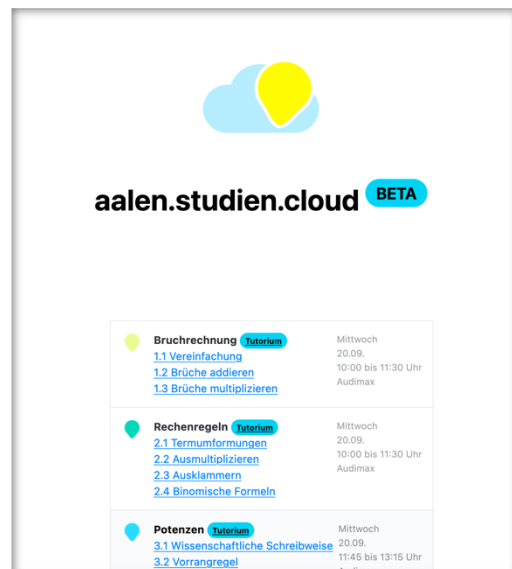 aalen.studien.cloud BETA
Bruchrechnung Tutorium
1.1 Vereinfachung
1.2 Brüche addieren
1.3 Brüche multiplizieren
Mittwoch
20.09.
10:00 bis 11:30 Uhr
Audimax
Rechenregeln Tutorium
2.1 Termumformungen
2.2 Ausmultiplizieren
2.3 Ausklammern
2.4 Binomische Formeln
Mittwoch
20.09.
10:00 bis 11:30 Uhr
Audimax
Potenzen Tutorium
3.1 Wissenschaftliche Schreibweise
3.2 Vorrangregel
Mittwoch
20.09.
11:45 bis 13:15 Uhr